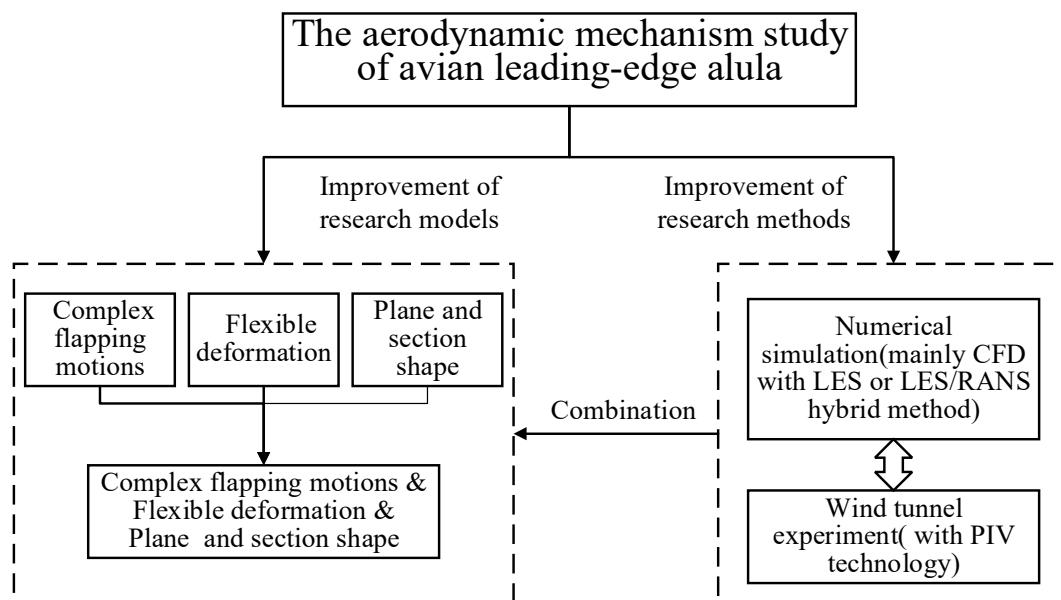 The aerodynamic mechanism study
of avian leading-edge alula
Improvement of
research models
Improvement of
research methods
Complex
flapping
motions
Flexible
deformation
Plane and
section
shape
Complex flapping motions &
Flexible deformation &
Plane and section shape
Combination
Numerical
simulation(mainly CFD
with LES or LES/RANS
hybrid method)
Wind tunnel
experiment( with PIV
technology)